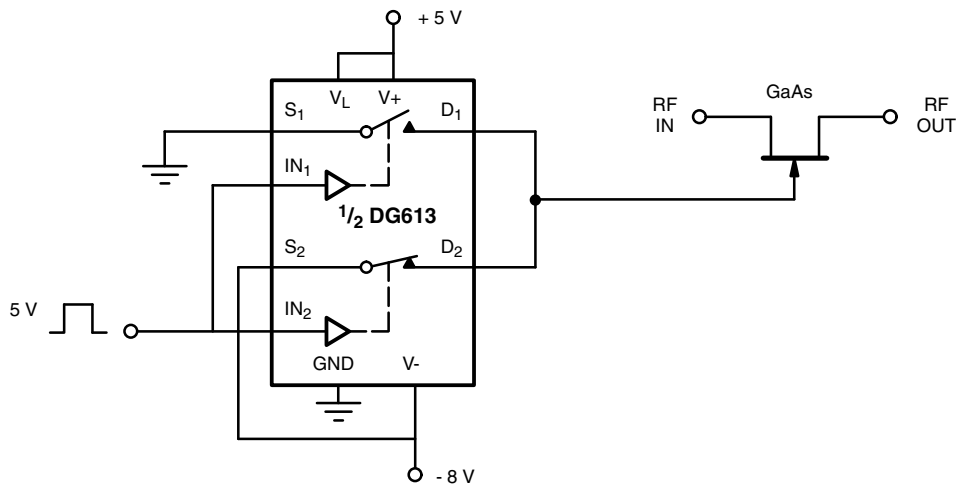 + 5 V
V_L V+
S_1 D_1
RF IN
GaAs
RF OUT
IN_1
1/2 DG613
S_2 D_2
5 V
IN_2
GND V-
- 8 V